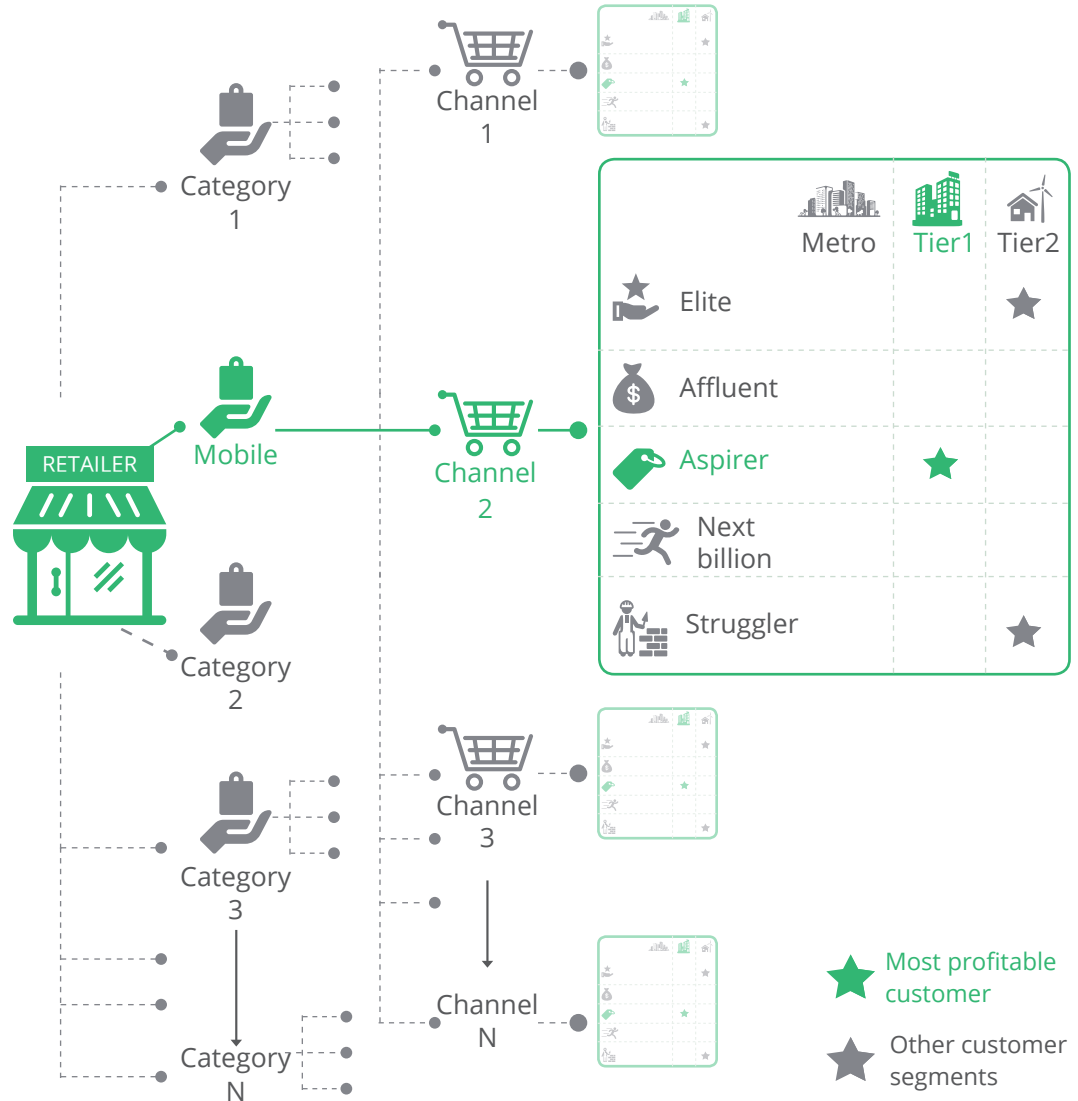 Channel
1
Category
1
Metro
Tier1
Tier2
Elite
Affluent
Mobile
Channel
2
Aspirer
RETAILER
Next
billion
Struggler
$
Category
2
Channel
3
Category
3
Channel
N
Category
N
Most profitable
customer
Other customer
segments